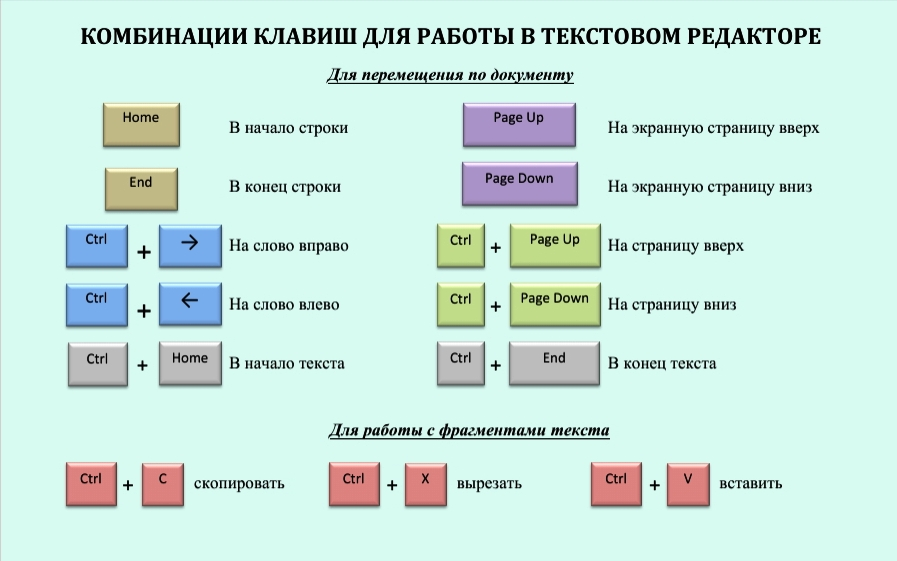 КОМБИНАЦИИ КЛАВИШ ДЛЯ РАБОТЫ В ТЕКСТОВОМ РЕДАКТОРЕ
Для перемещения по документу
Home В начало строки Page Up На экранную страницу вверх
End В конец строки Page Down На экранную страницу вниз
Ctrl + → На слово вправо Ctrl + Page Up На страницу вверх
Ctrl + ← На слово влево Ctrl + Page Down На страницу вниз
Ctrl + Home В начало текста Ctrl + End В конец текста
Для работы с фрагментами текста
Ctrl + C скопировать Ctrl + X вырезать Ctrl + V вставить